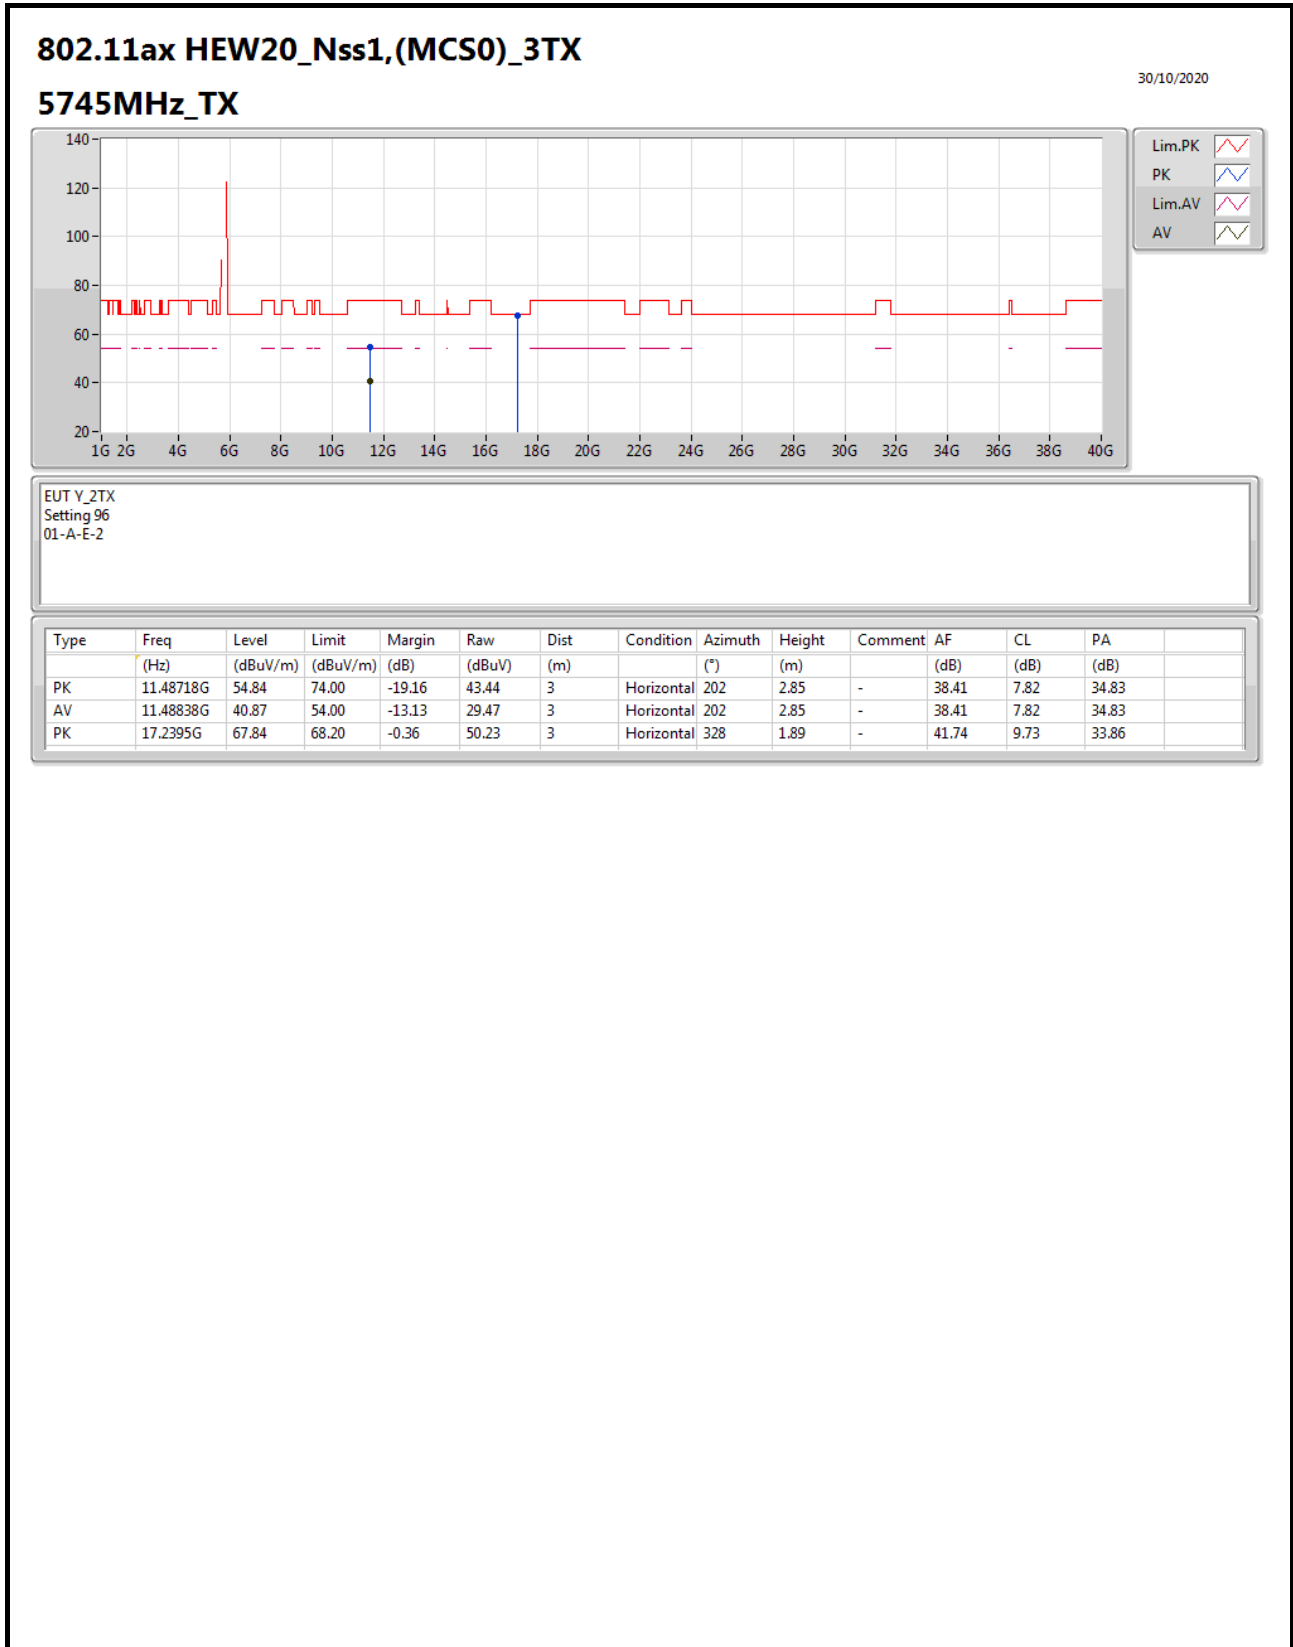 802.11ax HEW20_Nss1,(MCS0)_3TX
30/10/2020
5745MHz_TX
140
120
100
80
60
40
20
1G 2G 4G 6G 8G 10G 12G 14G 16G 18G 20G 22G 24G 26G 28G 30G 32G 34G 36G 38G 40G
Lim.PK
PK
Lim.AV
AV
EUT Y_2TX
Setting 96
01-A-E-2
Type Freq Level Limit Margin Raw Dist Condition Azimuth Height Comment AF CL PA
(Hz) (dBuV/m) (dBuV/m) (dB) (dBuV) (m) (°) (m) (dB) (dB) (dB)
PK 11.48718G 54.84 74.00 -19.16 43.44 3 Horizontal 202 2.85 - 38.41 7.82 34.83
AV 11.48838G 40.87 54.00 -13.13 29.47 3 Horizontal 202 2.85 - 38.41 7.82 34.83
PK 17.2395G 67.84 68.20 -0.36 50.23 3 Horizontal 328 1.89 - 41.74 9.73 33.86